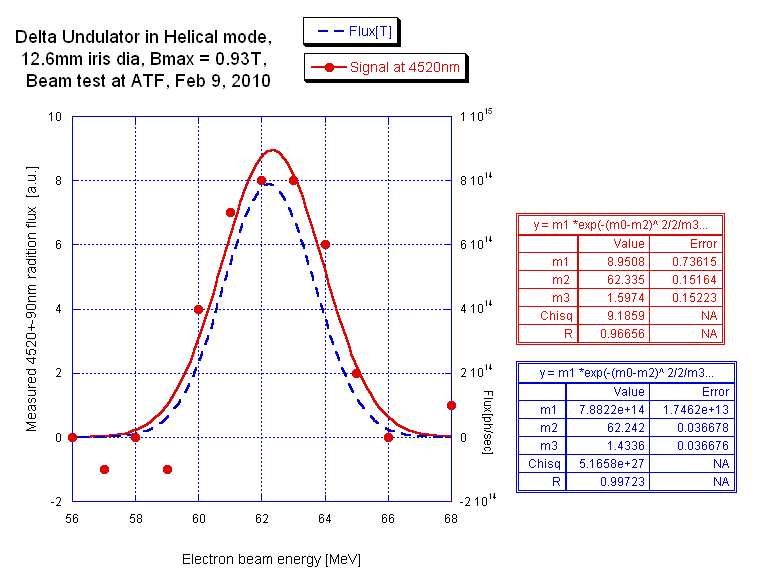 Delta Undulator in Helical mode,
12.6mm iris dia, Bmax = 0.93T,
Beam test at ATF, Feb 9, 2010
Flux[T]
Signal at 4520nm
Measured 4520+-90nm radition flux [a.u.]
10
8
6
4
2
0
-2
1 10^15
8 10^14
6 10^14
4 10^14
2 10^14
0
-2 10^14
Flux[ph/sec]
56 58 60 62 64 66 68
Electron beam energy [MeV]
y = m1 *exp(-(m0-m2)^ 2/2/m3...
Value Error
m1 8.9508 0.73615
m2 62.335 0.15164
m3 1.5974 0.15223
Chisq 9.1859 NA
R 0.96656 NA
y = m1 *exp(-(m0-m2)^ 2/2/m3...
Value Error
m1 7.8822e+14 1.7462e+13
m2 62.242 0.036678
m3 1.4336 0.036676
Chisq 5.1658e+27 NA
R 0.99723 NA